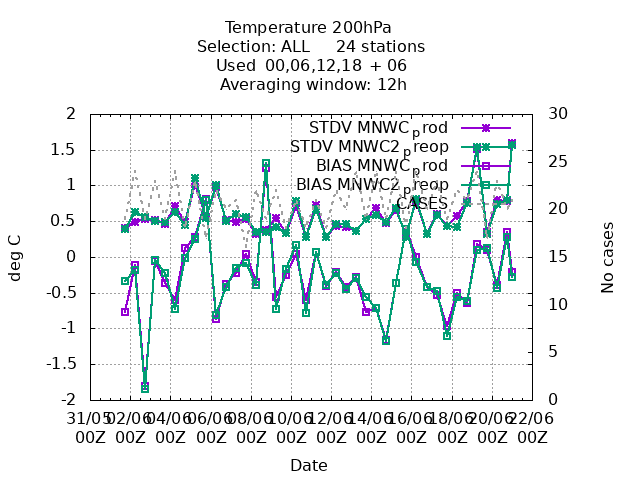 Temperature 200hPa
Selection: ALL 24 stations
Used 00,06,12,18 + 06
Averaging window: 12h
STDV MNWCprod
STDV MNWC2preop
BIAS MNWCprod
BIAS MNWC2preop
CASES
2
1.5
1
0.5
0
-0.5
-1
-1.5
-2
deg C
30
25
20
15
10
5
0
No cases
31/05 02/06 04/06 06/06 08/06 10/06 12/06 14/06 16/06 18/06 20/06 22/06
00Z 00Z 00Z 00Z 00Z 00Z 00Z 00Z 00Z 00Z 00Z 00Z
Date